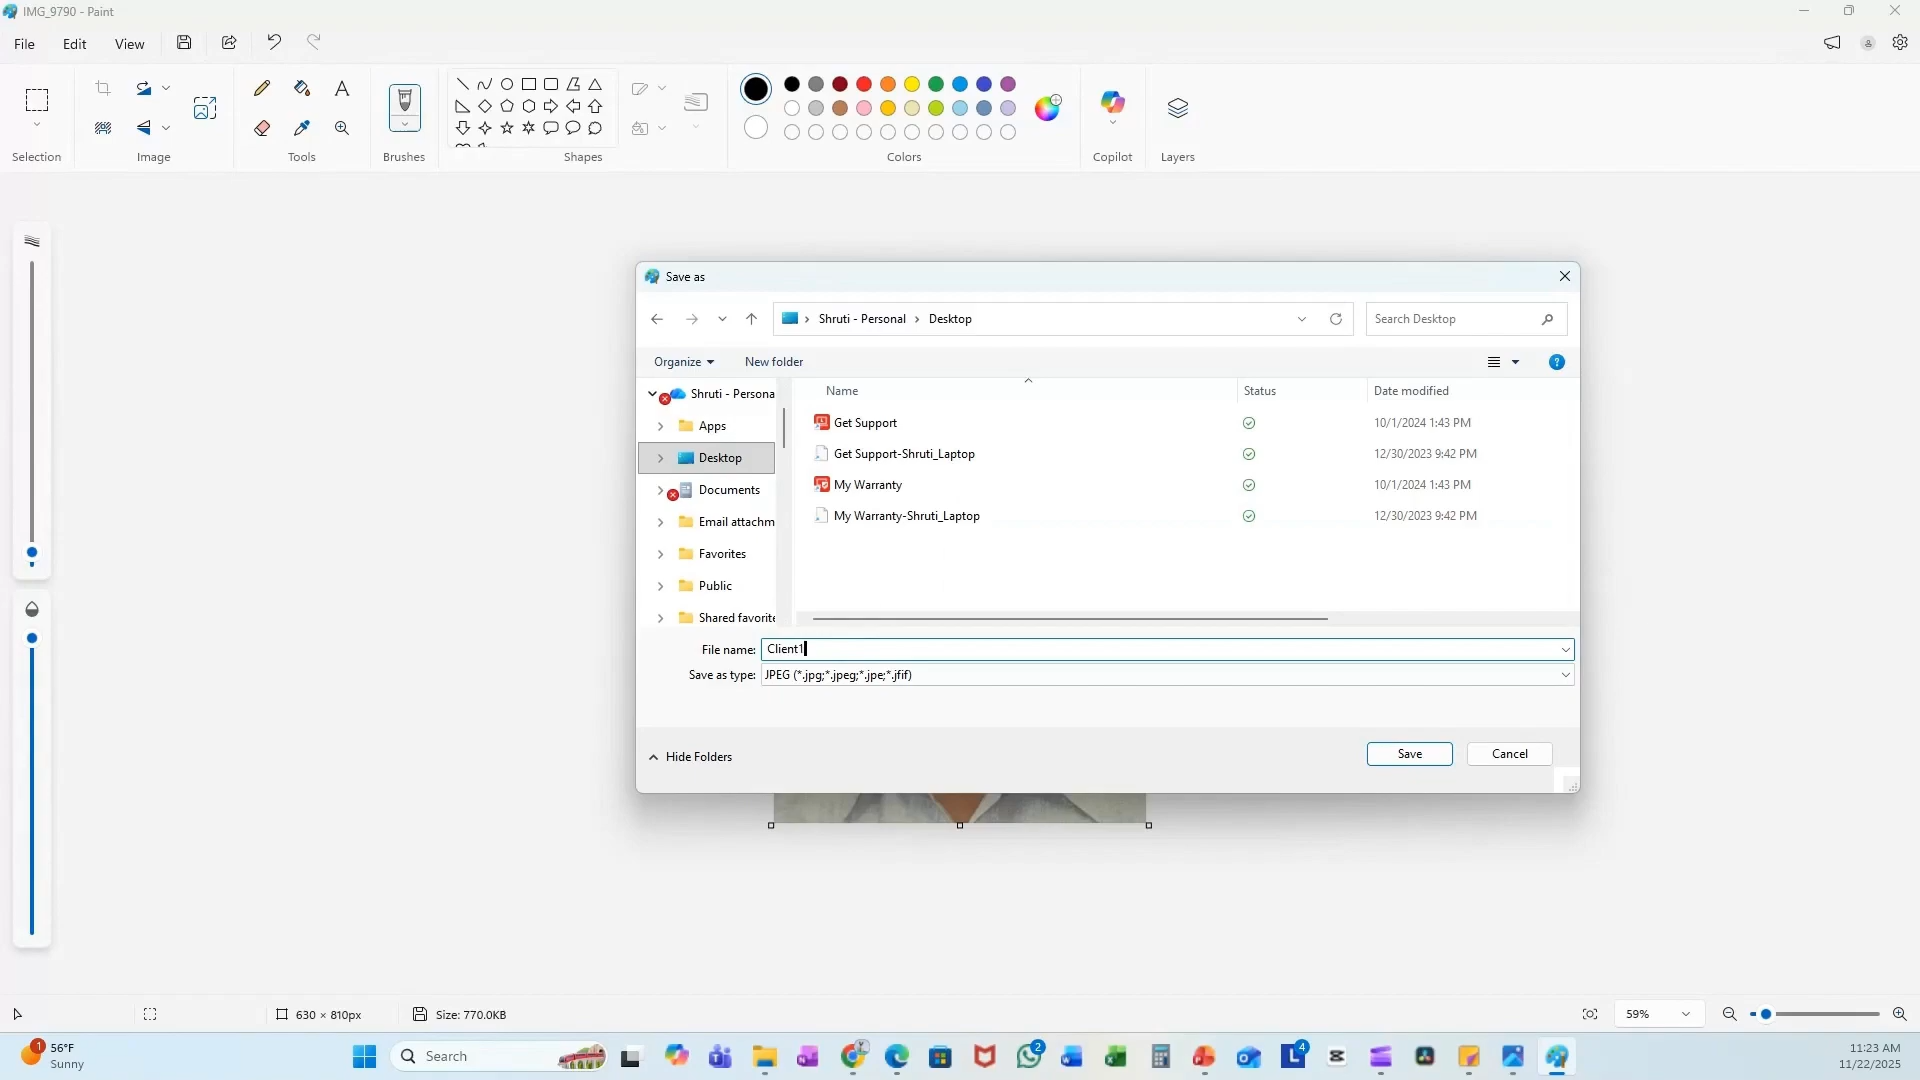 IMG_9790 - Paint
File Edit View
Selection Image Tools Brushes Shapes Colors Copilot Layers
Save as
Shruti - Personal › Desktop
Search Desktop
Organize New folder
Shruti - Persona
Apps
Desktop
Documents
Email attachm
Favorites
Public
Shared favorite
Name Status Date modified
Get Support 10/1/2024 1:43 PM
Get Support-Shruti_Laptop 12/30/2023 9:42 PM
My Warranty 10/1/2024 1:43 PM
My Warranty-Shruti_Laptop 12/30/2023 9:42 PM
File name: Client1
Save as type: JPEG (*.jpg;*.jpeg;*.jpe;*.jfif)
Hide Folders Save Cancel
630 × 810px Size: 770.0KB 59%
1 56°F
Sunny
Search
2
4
11:23 AM
11/22/2025